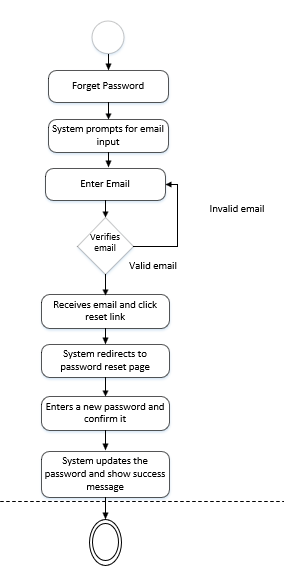 Forget Password
System prompts for email
input
Enter Email
Invalid email
Verifies
email
Valid email
Receives email and click
reset link
System redirects to
password reset page
Enters a new password and
confirm it
System updates the
password and show success
message